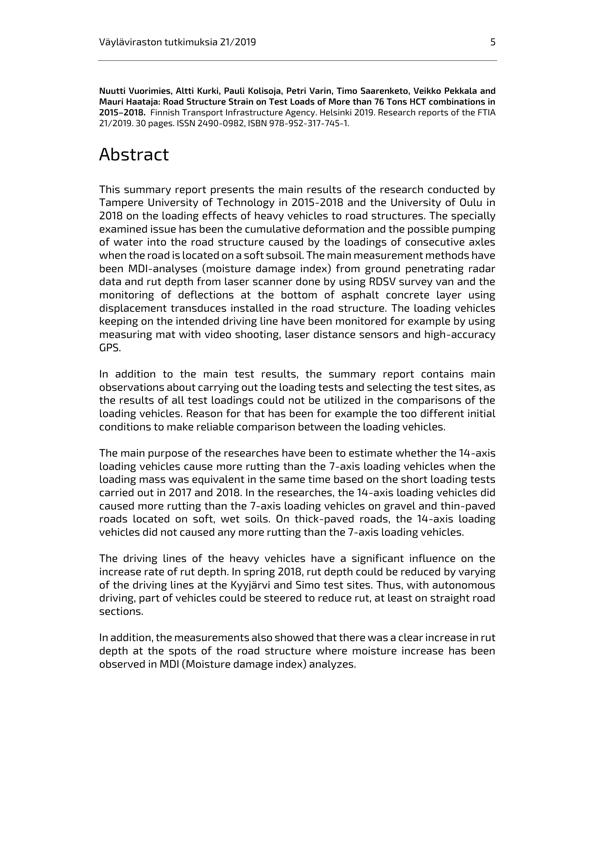 Väyläviraston tutkimuksia 21/2019 5
Nuutti Vuorimies, Altti Kurki, Pauli Kolisoja, Petri Varin, Timo Saarenketo, Veikko Pekkala and
Mauri Haataja: Road Structure Strain on Test Loads of More than 76 Tons HCT combinations in
2015–2018. Finnish Transport Infrastructure Agency. Helsinki 2019. Research reports of the FTIA
21/2019. 30 pages. ISSN 2490-0982, ISBN 978-952-317-745-1.
Abstract
This summary report presents the main results of the research conducted by
Tampere University of Technology in 2015-2018 and the University of Oulu in
2018 on the loading effects of heavy vehicles to road structures. The specially
examined issue has been the cumulative deformation and the possible pumping
of water into the road structure caused by the loadings of consecutive axles
when the road is located on a soft subsoil. The main measurement methods have
been MDI-analyses (moisture damage index) from ground penetrating radar
data and rut depth from laser scanner done by using RDSV survey van and the
monitoring of deflections at the bottom of asphalt concrete layer using
displacement transduces installed in the road structure. The loading vehicles
keeping on the intended driving line have been monitored for example by using
measuring mat with video shooting, laser distance sensors and high-accuracy
GPS.
In addition to the main test results, the summary report contains main
observations about carrying out the loading tests and selecting the test sites, as
the results of all test loadings could not be utilized in the comparisons of the
loading vehicles. Reason for that has been for example the too different initial
conditions to make reliable comparison between the loading vehicles.
The main purpose of the researches have been to estimate whether the 14-axis
loading vehicles cause more rutting than the 7-axis loading vehicles when the
loading mass was equivalent in the same time based on the short loading tests
carried out in 2017 and 2018. In the researches, the 14-axis loading vehicles did
caused more rutting than the 7-axis loading vehicles on gravel and thin-paved
roads located on soft, wet soils. On thick-paved roads, the 14-axis loading
vehicles did not caused any more rutting than the 7-axis loading vehicles.
The driving lines of the heavy vehicles have a significant influence on the
increase rate of rut depth. In spring 2018, rut depth could be reduced by varying
of the driving lines at the Kyyjärvi and Simo test sites. Thus, with autonomous
driving, part of vehicles could be steered to reduce rut, at least on straight road
sections.
In addition, the measurements also showed that there was a clear increase in rut
depth at the spots of the road structure where moisture increase has been
observed in MDI (Moisture damage index) analyzes.